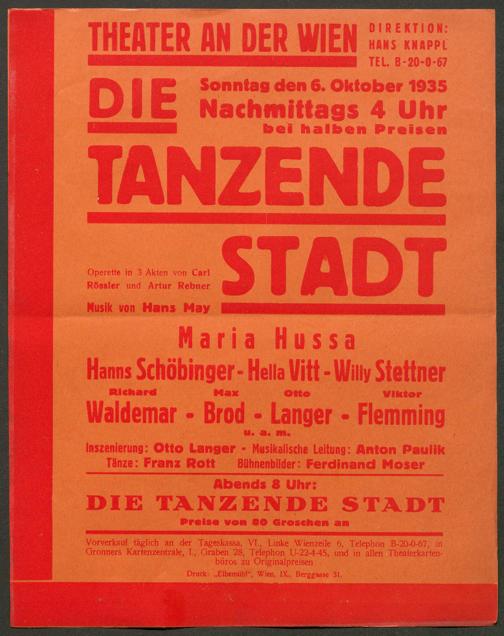 THEATER AN DER WIEN
DIREKTION:
HANS KNAPPL
TEL. B-20-0-67
DIE
Sonntag den 6. Oktober 1935
Nachmittags 4 Uhr
bei halben Preisen
TANZENDE
STADT
Operette in 3 Akten von Carl
Rössler und Artur Rebner
Musik von Hans May
Maria Hussa
Hanns Schöbinger - Hella Vitt - Willy Stettner
Richard Max Otto Viktor
Waldemar - Brod - Langer - Flemming
u. a. m.
Inszenierung: Otto Langer - Musikalische Leitung: Anton Paulik
Tänze: Franz Rott Bühnenbilder: Ferdinand Moser
Abends 8 Uhr:
DIE TANZENDE STADT
Preise von 80 Groschen an
Vorverkauf täglich an der Tageskassa, VI., Linke Wienzeile 6, Telephon B-20-0-67, in
Gronners Kartenzentrale, I., Graben 28, Telephon U-22-4-45, und in allen Theaterkarten-
büros zu Originalpreisen
Druck: „Elbemühl", Wien, IX., Berggasse 31.